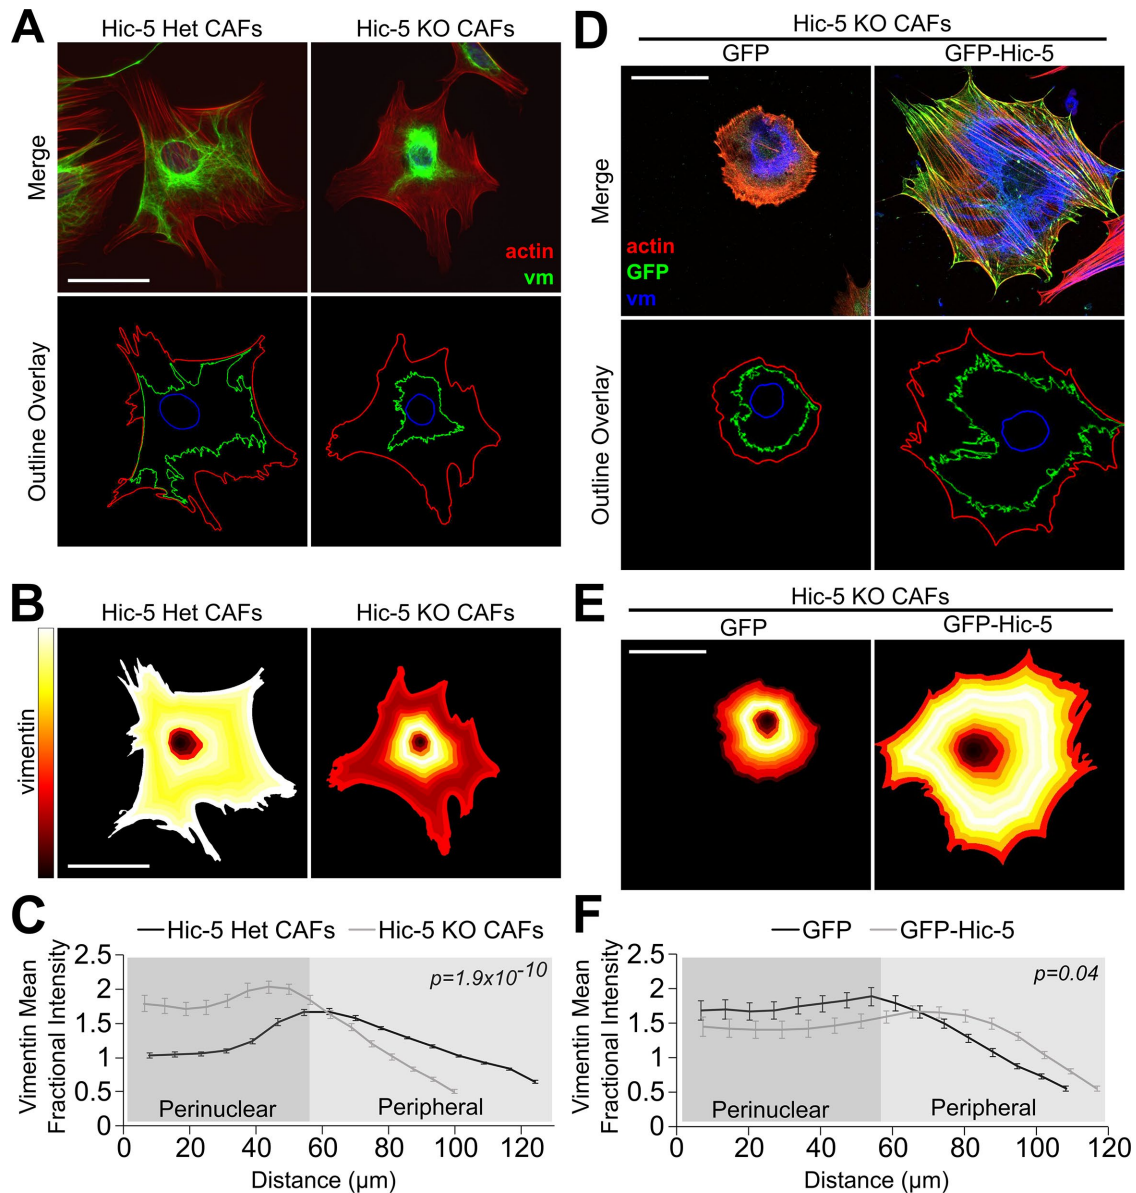 A
Hic-5 Het CAFs
Hic-5 KO CAFs
Merge
actin
vm
Outline Overlay
B
Hic-5 Het CAFs
Hic-5 KO CAFs
vimentin
C
Hic-5 Het CAFs
Hic-5 KO CAFs
Vimentin Mean
Fractional Intensity
2.5
2
1.5
1
0.5
0
p=1.9x10-10
Perinuclear
Peripheral
0 20 40 60 80 100 120
Distance (µm)
D
Hic-5 KO CAFs
GFP
GFP-Hic-5
Merge
actin
GFP
vm
Outline Overlay
E
Hic-5 KO CAFs
GFP
GFP-Hic-5
F
GFP
GFP-Hic-5
Vimentin Mean
Fractional Intensity
2.5
2
1.5
1
0.5
0
p=0.04
Perinuclear
Peripheral
0 20 40 60 80 100 120
Distance (µm)